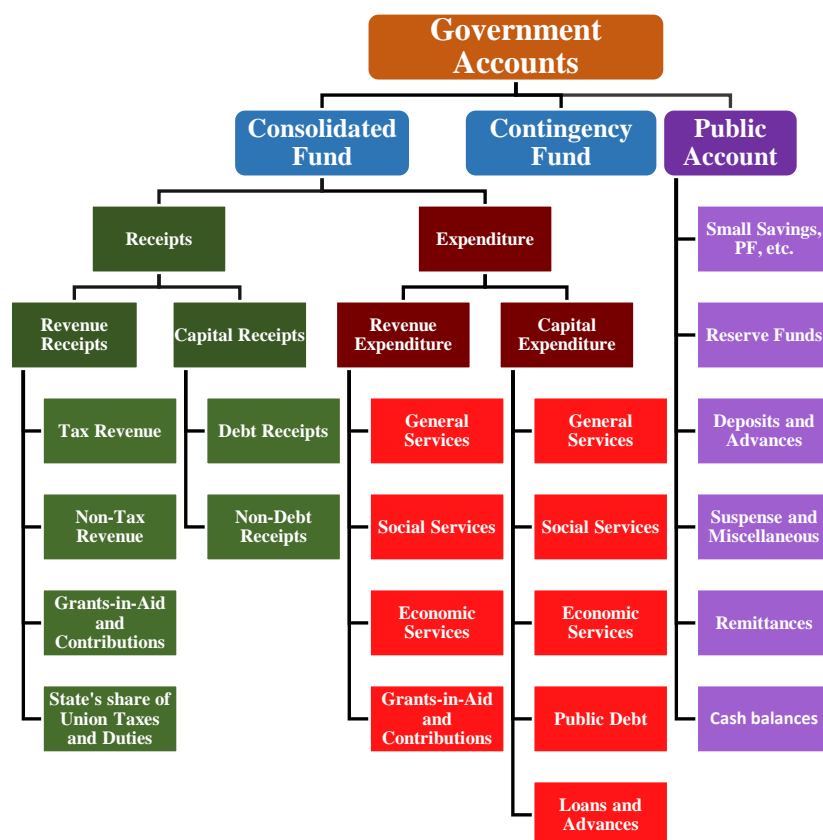 Government
Accounts
Consolidated
Fund
Contingency
Fund
Public
Account
Receipts
Expenditure
Small Savings,
PF, etc.
Revenue
Receipts
Capital Receipts
Revenue
Expenditure
Capital
Expenditure
Reserve Funds
Tax Revenue
Debt Receipts
General
Services
General
Services
Deposits and
Advances
Non-Tax
Revenue
Non-Debt
Receipts
Social Services
Social Services
Suspense and
Miscellaneous
Grants-in-Aid
and
Contributions
Economic
Services
Economic
Services
Remittances
State's share of
Union Taxes
and Duties
Grants-in-Aid
and
Contributions
Public Debt
Cash balances
Loans and
Advances